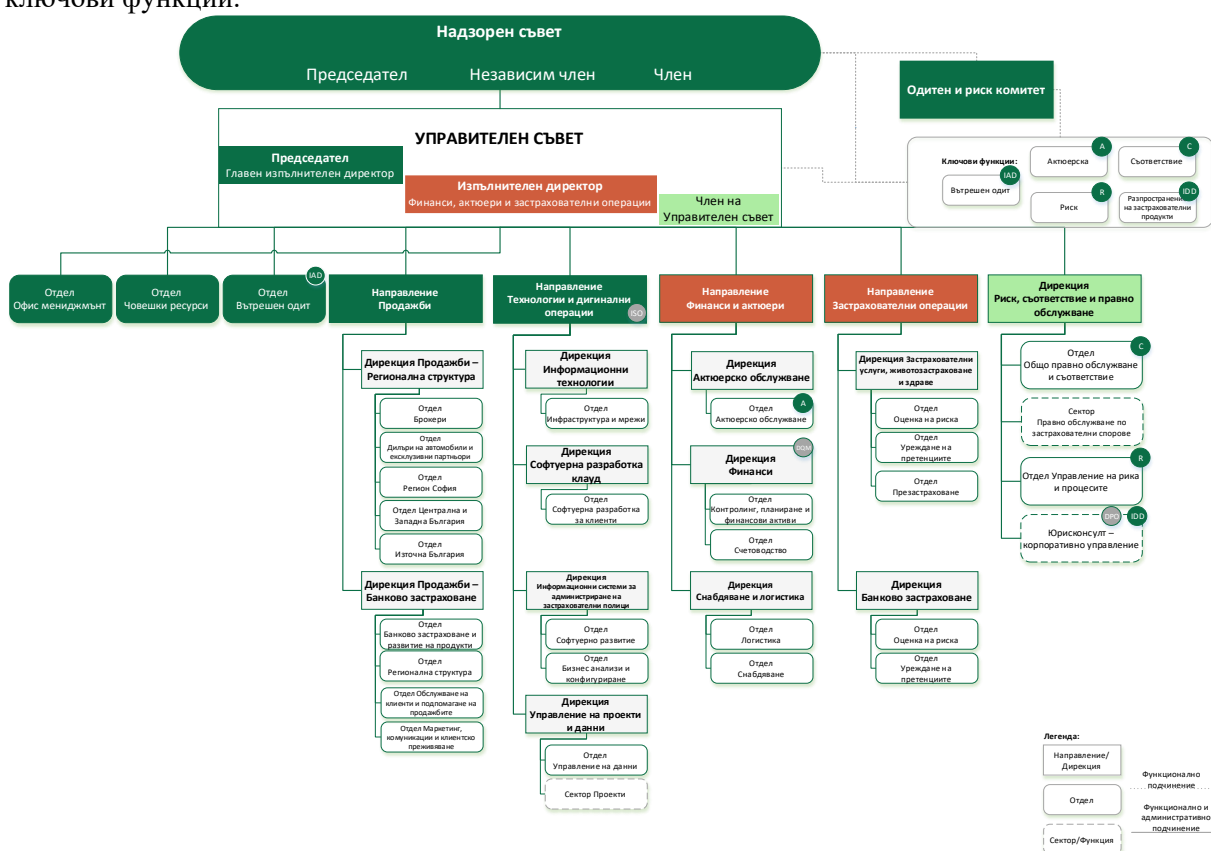 ключови функции.
Надзорен съвет
Председател Независим член Член
Одитен и риск комитет
УПРАВИТЕЛЕН СЪВЕТ
Председател
Главен изпълнителен директор
Изпълнителен директор
Финанси, актюери и застрахователни операции
Член на
Управителен съвет
Ключови функции:
IAD
Вътрешен одит
A
Актюерска
C
Съответствие
R
Риск
IDD
Разпространение
на застрахователни
продукти
Отдел
Офис мениджмънт
Отдел
Човешки ресурси
IAD
Отдел
Вътрешен одит
Направление
Продажби
Направление
Технологии и дигинални
операции
ISO
Направление
Финанси и актюери
Направление
Застрахователни операции
Дирекция
Риск, съответствие и правно
обслужване
Дирекция Продажби –
Регионална структура
Отдел
Брокери
Отдел
Дилъри на автомобили и
ексклузивни партньори
Отдел
Регион София
Отдел Централна и
Западна България
Отдел
Източна България
Дирекция Продажби –
Банково застраховане
Отдел
Банково застраховане и
развитие на продукти
Отдел
Регионална структура
Отдел Обслужване на
клиенти и подпомагане на
продажбите
Отдел Маркетинг,
комуникации и клиентско
преживяване
Дирекция
Информационни
технологии
Отдел
Инфраструктура и мрежи
Дирекция
Софтуерна разработка
клауд
Отдел
Софтуерна разработка
за клиенти
Дирекция
Информационни системи за
администриране на
застрахователни полици
Отдел
Софтуерно развитие
Отдел
Бизнес анализи и
конфигуриране
Дирекция
Управление на проекти
и данни
Отдел
Управление на данни
Сектор Проекти
Дирекция
Актюерско обслужване
A
Отдел
Актюерско обслужване
DQM
Дирекция
Финанси
Отдел
Контролинг, планиране и
финансови активи
Отдел
Счетоводство
Дирекция
Снабдяване и логистика
Отдел
Логистика
Отдел
Снабдяване
Дирекция Застрахователни
услуги, животозастраховане
и здраве
Отдел
Оценка на риска
Отдел
Уреждане на
претенциите
Отдел
Презастраховане
Дирекция
Банково застраховане
Отдел
Оценка на риска
Отдел
Уреждане на
претенциите
C
Отдел
Общо правно обслужване
и съответствие
Сектор
Правно обслужване по
застрахователни спорове
R
Отдел Управление на рика
и процесите
DPO IDD
Юрисконсулт –
корпоративно управление
Легенда:
Направление/
Дирекция
Отдел
Сектор/Функция
Функционално
подчинение
Функционално и
административно
подчинение